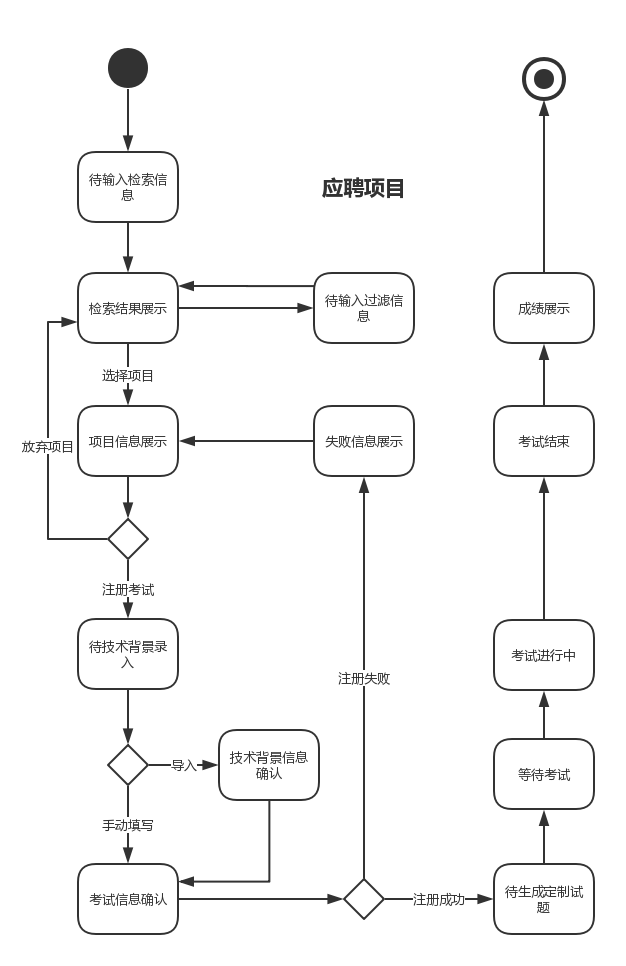 应聘项目
待输入检索信
息
检索结果展示
待输入过滤信
息
成绩展示
选择项目
放弃项目
项目信息展示
失败信息展示
考试结束
注册考试
待技术背景录
入
注册失败
考试进行中
导入
技术背景信息
确认
等待考试
手动填写
考试信息确认
注册成功
待生成定制试
题